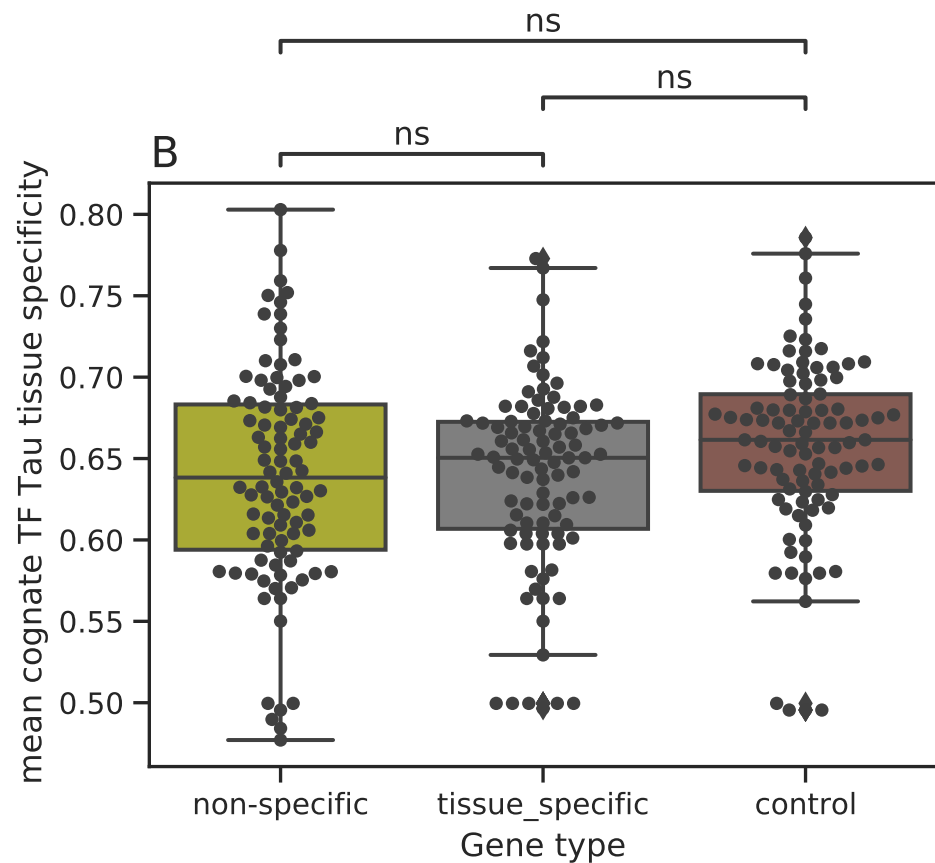 ns
ns
ns
B
mean cognate TF Tau tissue specificity
0.80
0.75
0.70
0.65
0.60
0.55
0.50
non-specific tissue_specific control
Gene type